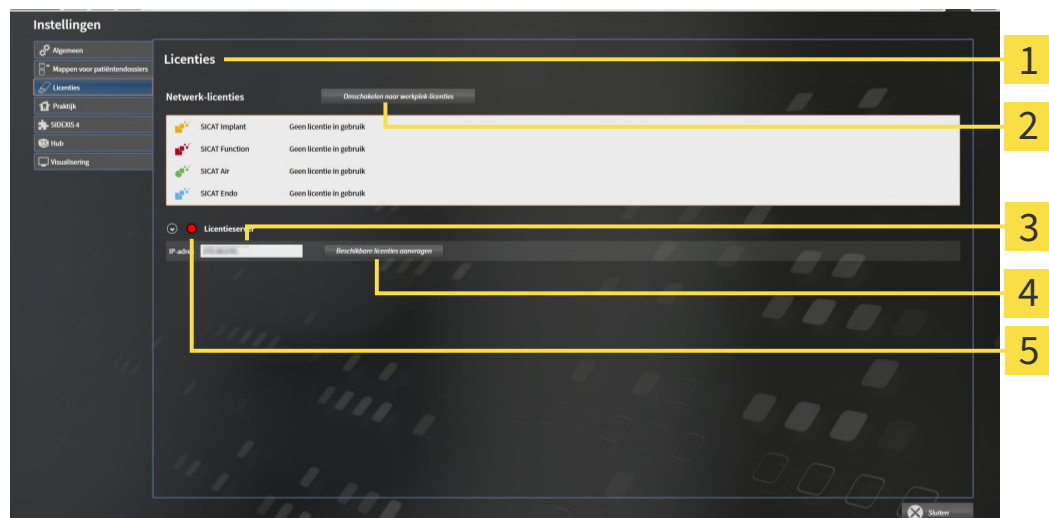 Instellingen
Algemeen
Mappen voor patiëntendossiers
Licenties
Praktijk
SIDEXIS 4
Hub
Visualisering
Licenties
Netwerk-licenties
Omschakelen naar werkplek-licenties
SICAT Implant Geen licentie in gebruik
SICAT Function Geen licentie in gebruik
SICAT Air Geen licentie in gebruik
SICAT Endo Geen licentie in gebruik
Licentieserver
IP-adres
Beschikbare licenties aanvragen
Sluiten
1
2
3
4
5